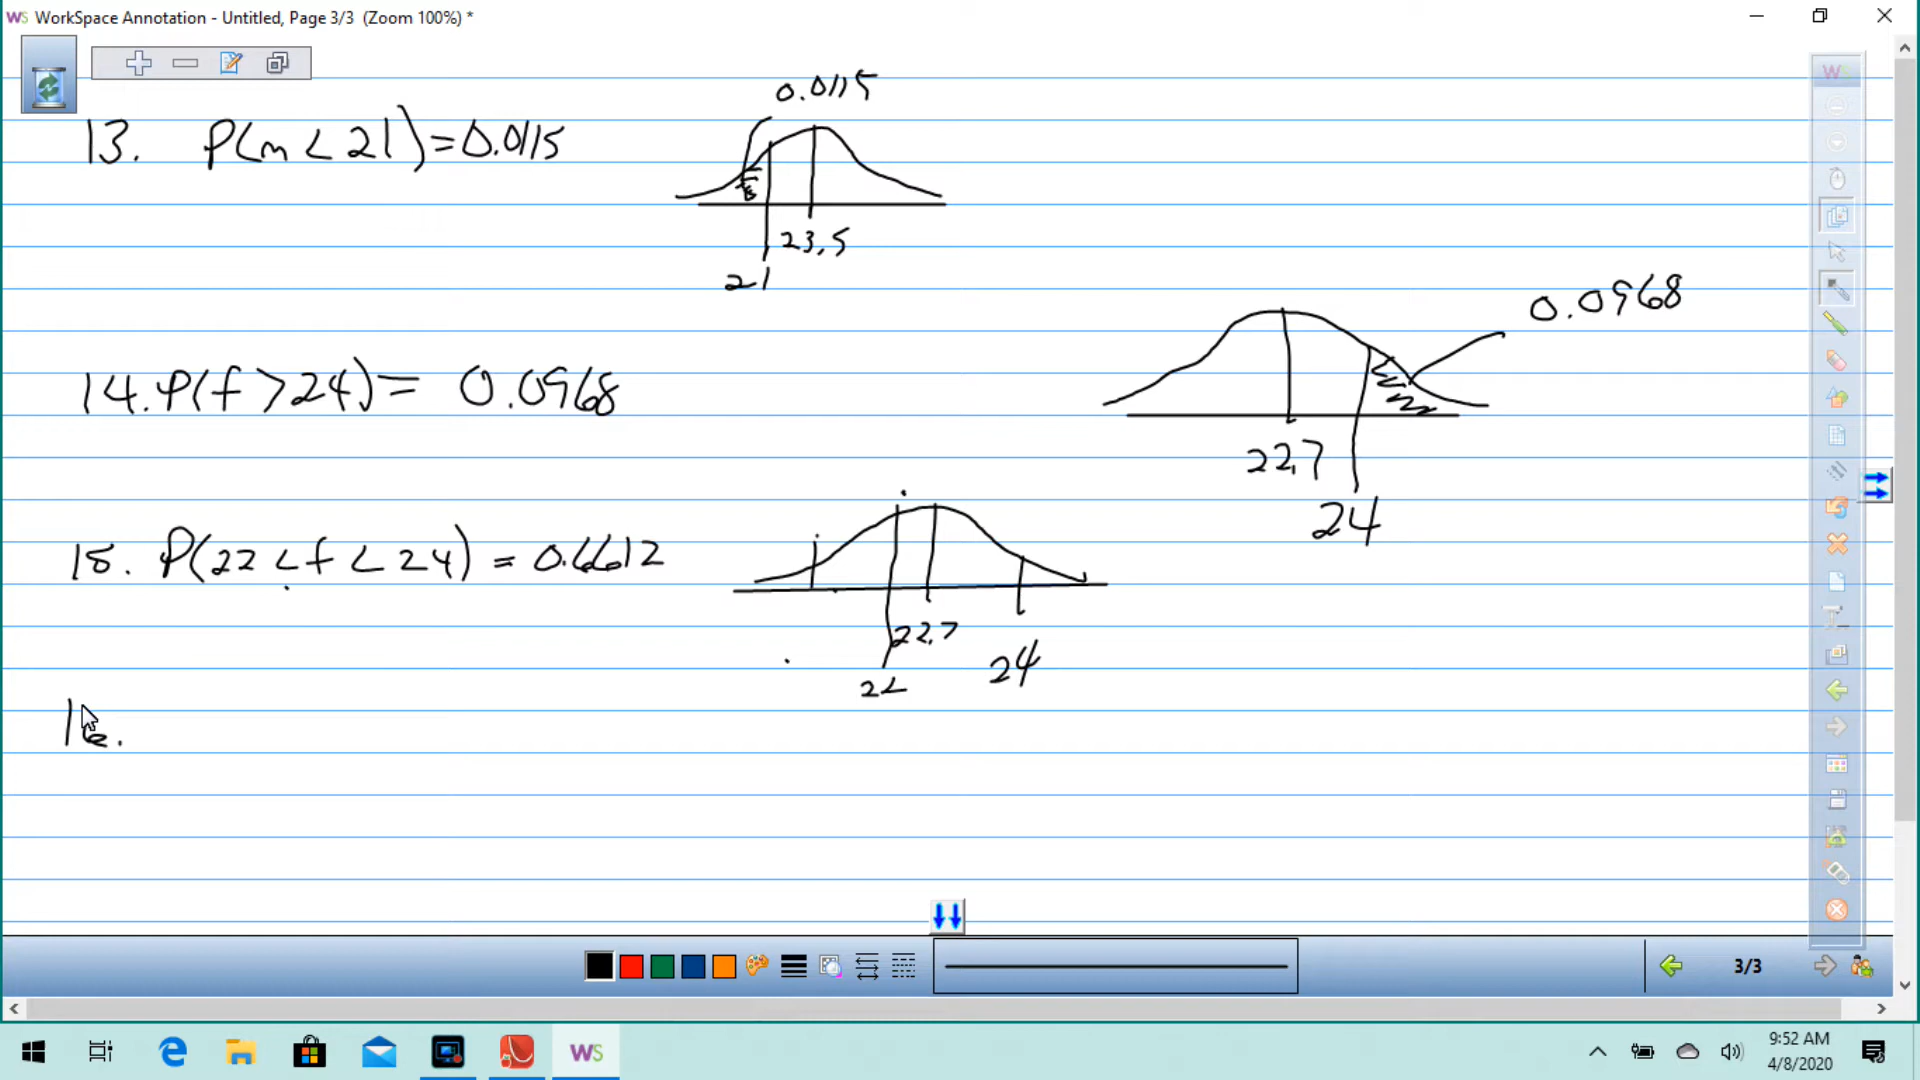 WS WorkSpace Annotation - Untitled, Page 3/3 (Zoom 100%) *
0.0115
13. P(m < 21) = 0.0115
23.5
21
0.0968
14. P(f > 24) = 0.0968
22.7
24
15. P(22 < f < 24) = 0.6612
22.7
22
24
16.
3/3
WS
9:52 AM
4/8/2020